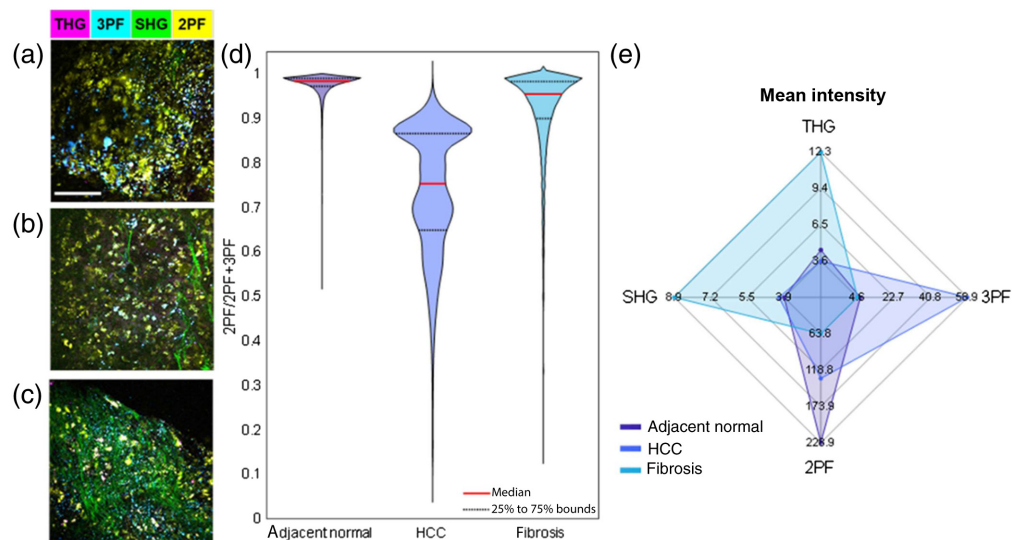 THG 3PF SHG 2PF
(a)
(b)
(c)
(d)
2PF/2PF+3PF
1
0.9
0.8
0.7
0.6
0.5
0.4
0.3
0.2
0.1
0
Median
25% to 75% bounds
Adjacent normal HCC Fibrosis
(e)
Mean intensity
THG
12.3
9.4
6.5
3.6
SHG 8.9 7.2 5.5 3.9 4.6 22.7 40.8 58.9 3PF
63.8
118.8
173.9
228.9
2PF
Adjacent normal
HCC
Fibrosis